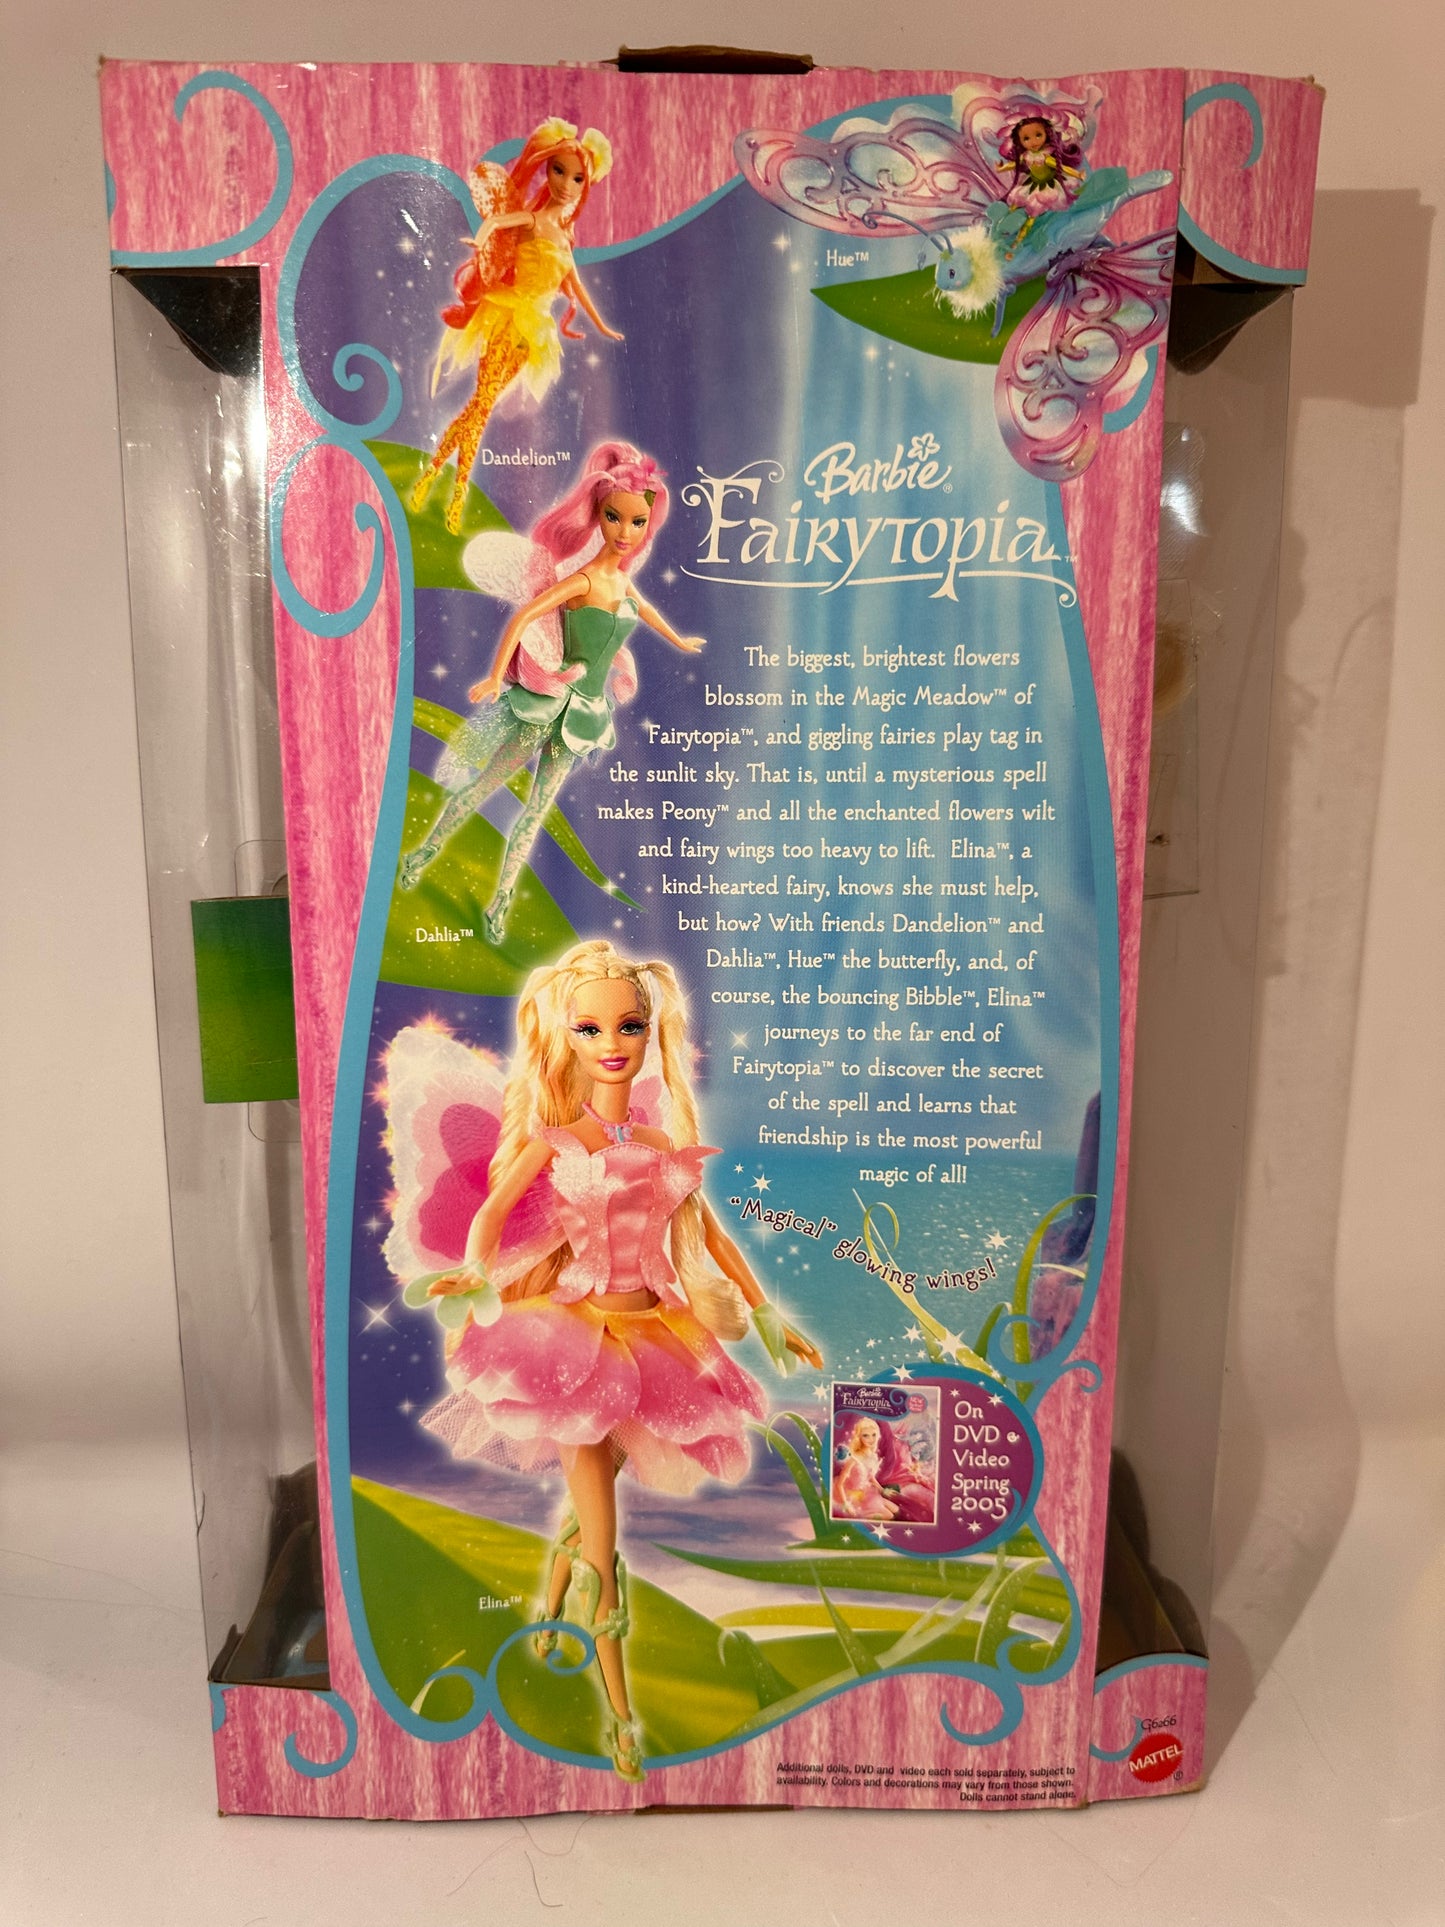 Hue™
Dandelion™
Barbie®
Fairytopia™
The biggest, brightest flowers
blossom in the Magic Meadow™ of
Fairytopia™, and giggling fairies play tag in
the sunlit sky. That is, until a mysterious spell
makes Peony™ and all the enchanted flowers wilt
and fairy wings too heavy to lift. Elina™, a
kind-hearted fairy, knows she must help,
but how? With friends Dandelion™ and
Dahlia™, Hue™ the butterfly, and, of
course, the bouncing Bibble™, Elina™
journeys to the far end of
Fairytopia™ to discover the secret
of the spell and learns that
friendship is the most powerful
magic of all!
Dahlia™
"Magical" glowing wings!
Barbie
Fairytopia
On
DVD &
Video
Spring
2005
Elina™
G6266
MATTEL®
Additional dolls, DVD and video each sold separately, subject to
availability. Colors and decorations may vary from those shown.
Dolls cannot stand alone.